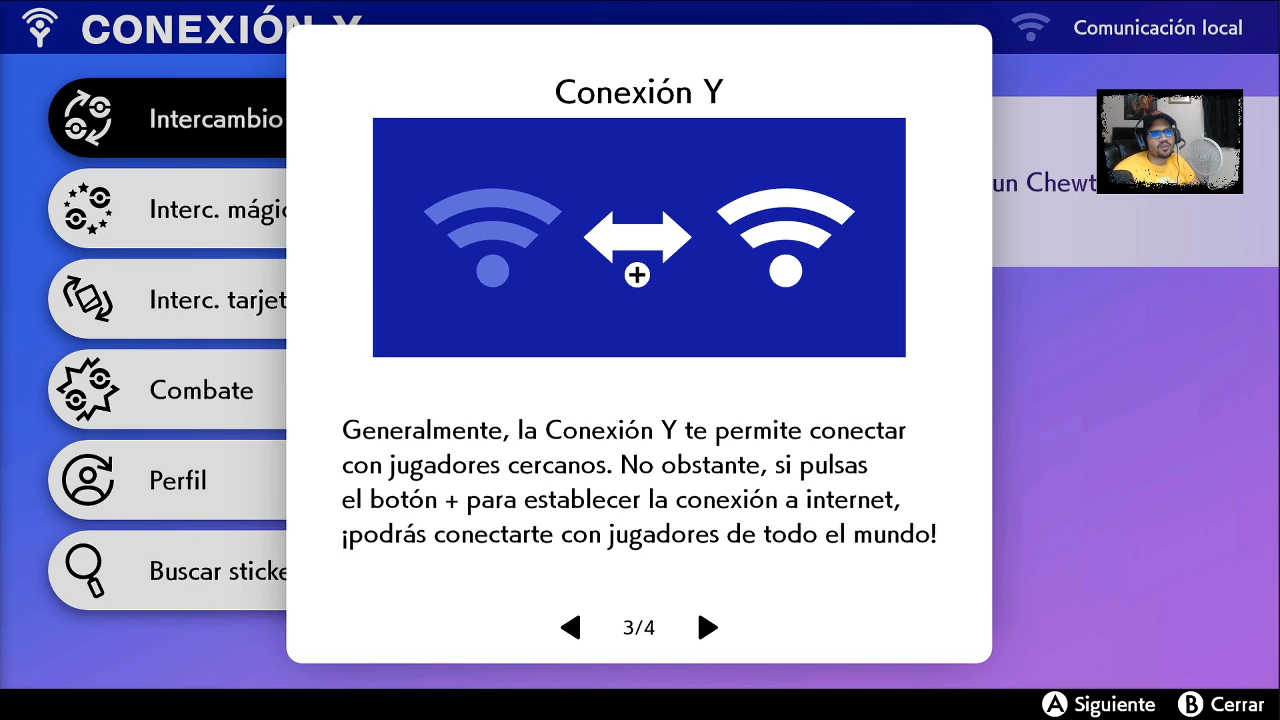 CONEXIÓN Y
Comunicación local
Intercambio
Interc. mágic
Interc. tarjet
Combate
Perfil
Buscar sticke
un Chewt
Conexión Y
+
Generalmente, la Conexión Y te permite conectar
con jugadores cercanos. No obstante, si pulsas
el botón + para establecer la conexión a internet,
¡podrás conectarte con jugadores de todo el mundo!
3/4
A Siguiente B Cerrar